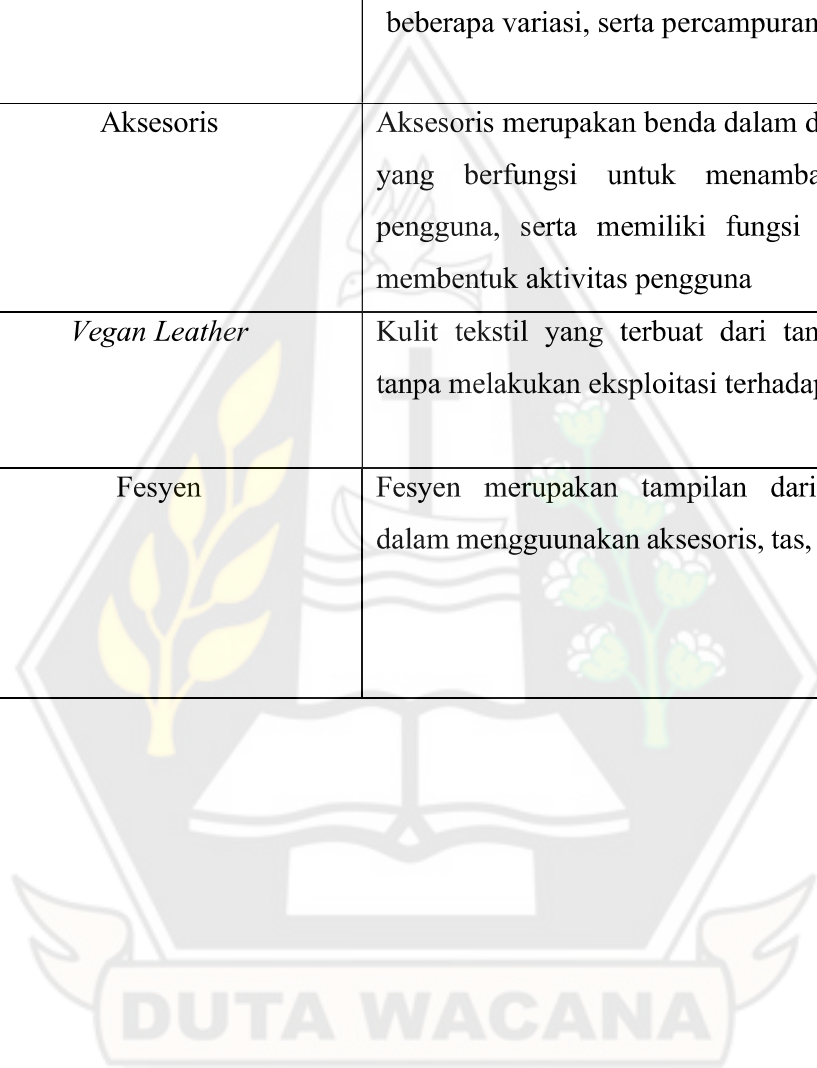 beberapa variasi, serta percampuran
Aksesoris
Aksesoris merupakan benda dalam d
yang berfungsi untuk menamba
pengguna, serta memiliki fungsi
membentuk aktivitas pengguna
Vegan Leather
Kulit tekstil yang terbuat dari tan
tanpa melakukan eksploitasi terhadap
Fesyen
Fesyen merupakan tampilan dari
dalam mengguunakan aksesoris, tas,
DUTA WACANA